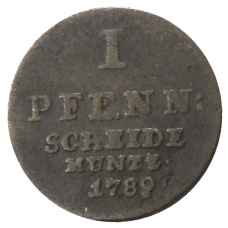 I
PFENN:
SCHEIDE
MUNTZ
1789